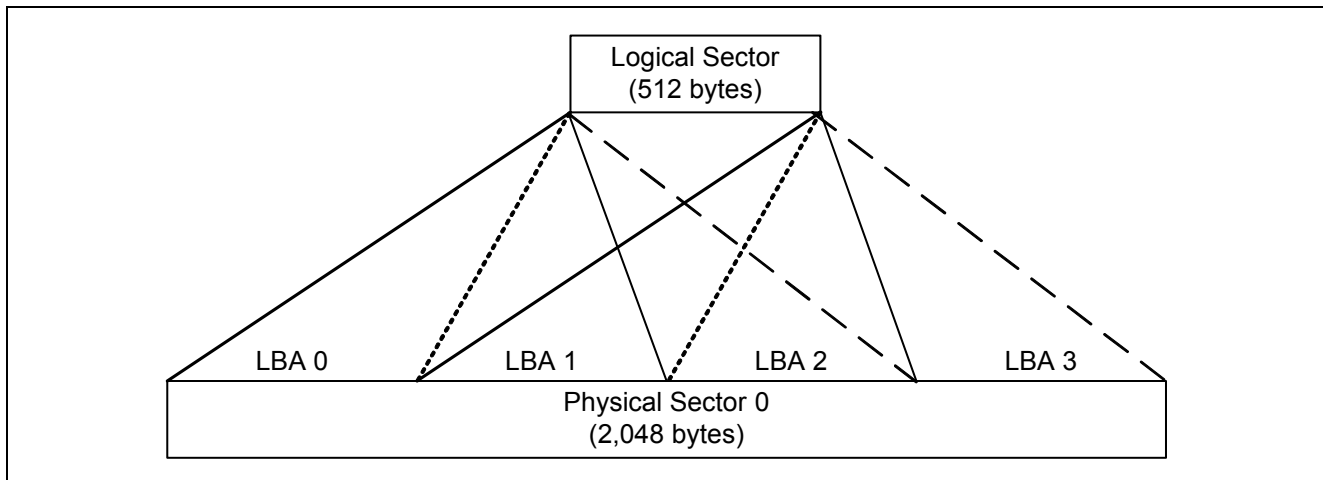 Logical Sector
(512 bytes)
LBA 0 LBA 1 LBA 2 LBA 3
Physical Sector 0
(2,048 bytes)